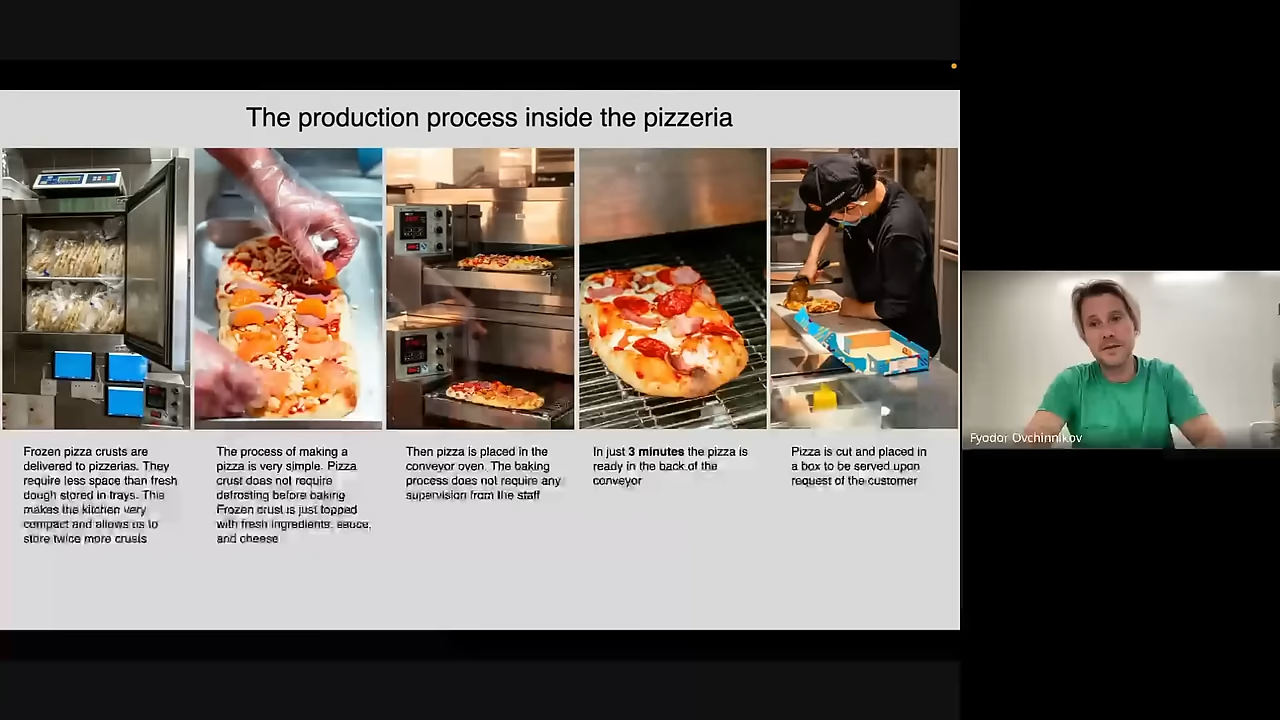 The production process inside the pizzeria
Frozen pizza crusts are
delivered to pizzerias. They
require less space than fresh
dough stored in trays. This
makes the kitchen very
compact and allows us to
store twice more crusts
The process of making a
pizza is very simple. Pizza
crust does not require
defrosting before baking
Frozen crust is just topped
with fresh ingredients: sauce,
and cheese
Then pizza is placed in the
conveyor oven. The baking
process does not require any
supervision from the staff
In just 3 minutes the pizza is
ready in the back of the
conveyor
Pizza is cut and placed in
a box to be served upon
request of the customer
Fyodor Ovchinnikov